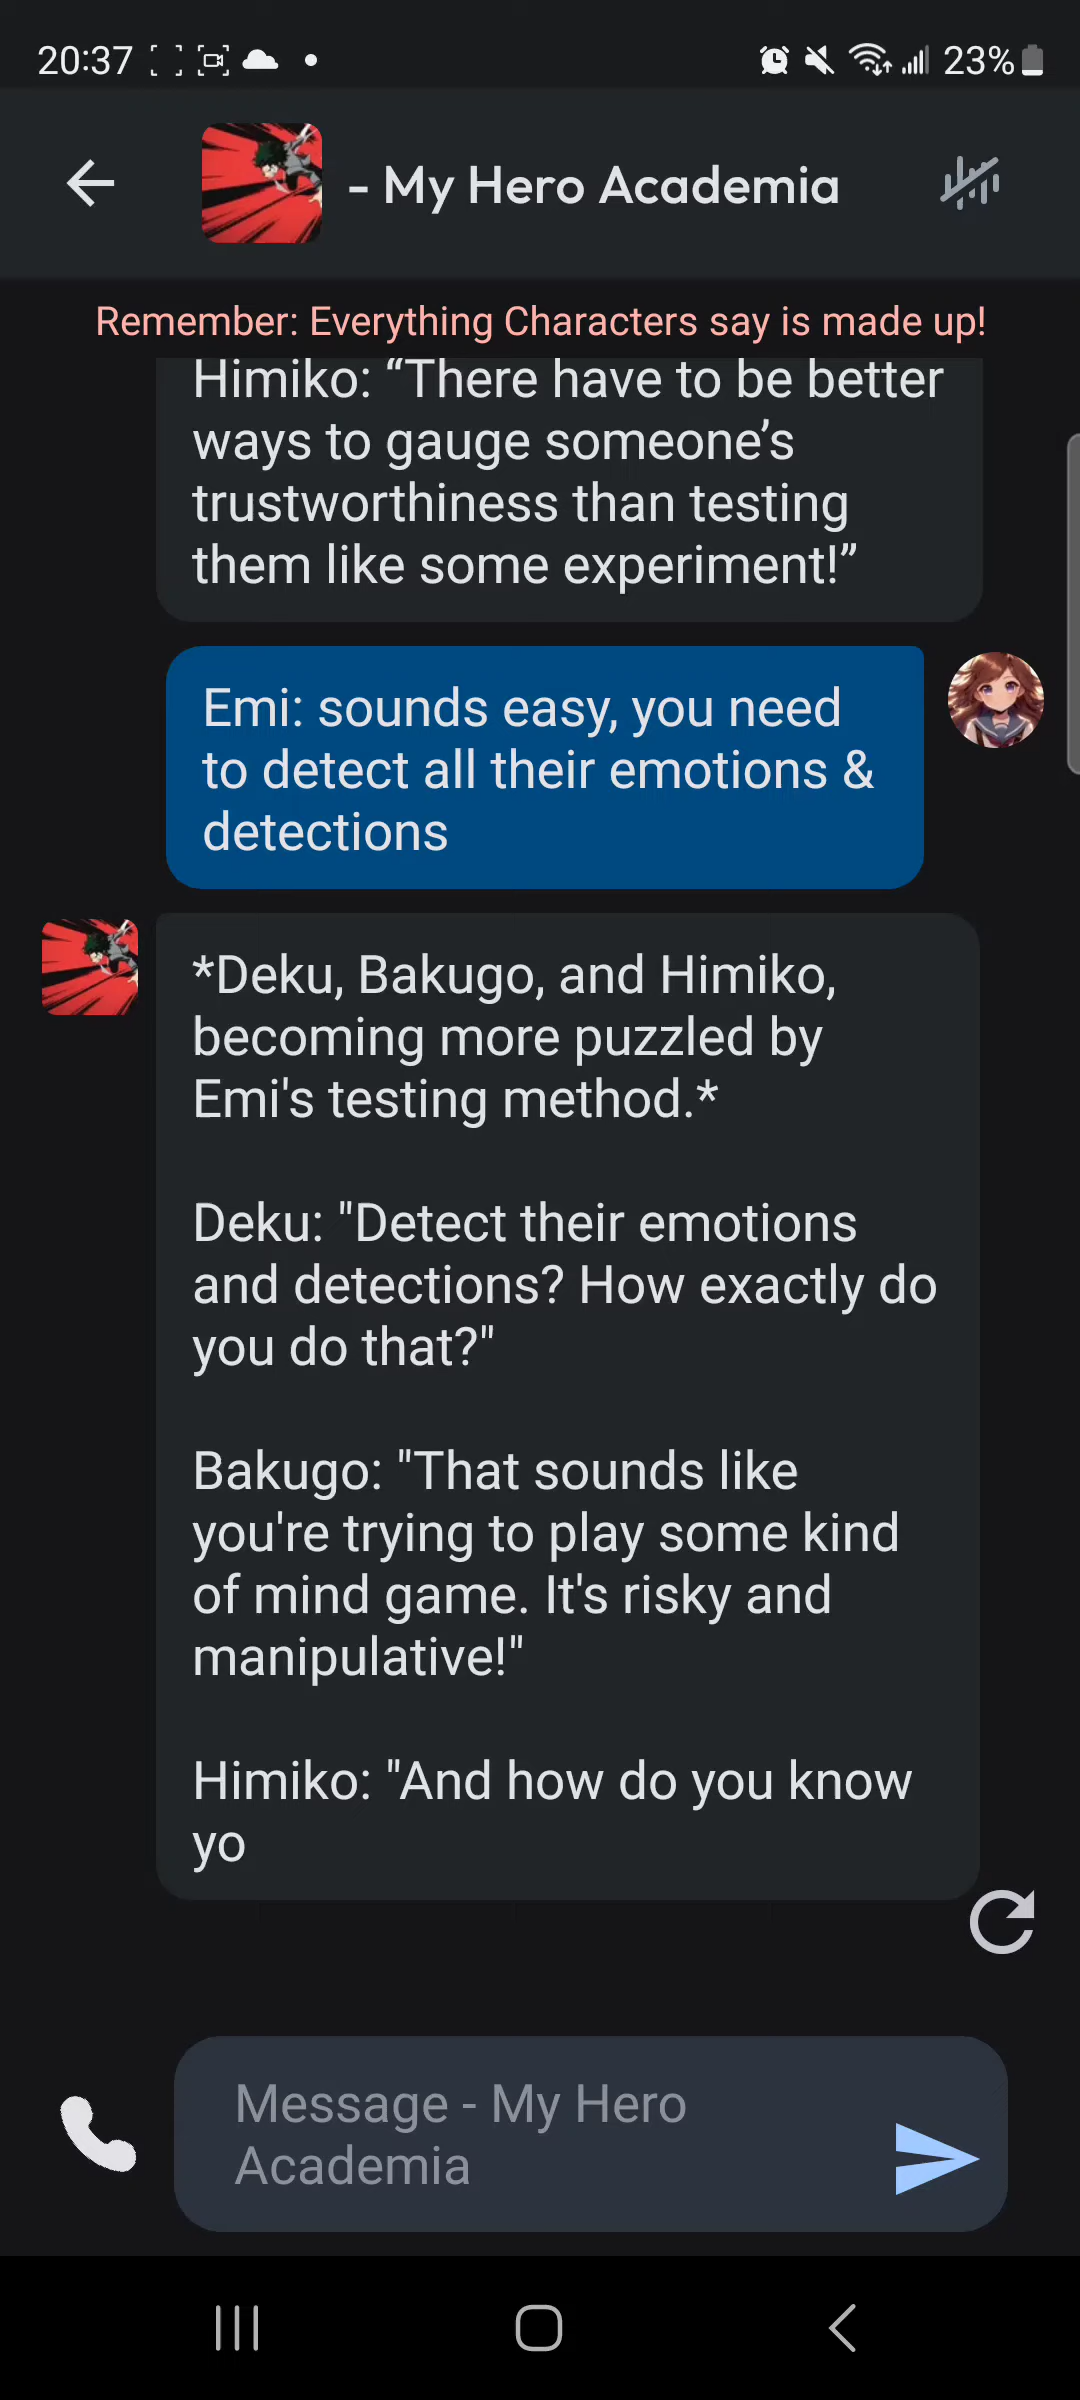 20:37
23%
- My Hero Academia
Remember: Everything Characters say is made up!
Himiko: “There have to be better
ways to gauge someone’s
trustworthiness than testing
them like some experiment!”
Emi: sounds easy, you need
to detect all their emotions &
detections
*Deku, Bakugo, and Himiko,
becoming more puzzled by
Emi's testing method.*
Deku: "Detect their emotions
and detections? How exactly do
you do that?"
Bakugo: "That sounds like
you're trying to play some kind
of mind game. It's risky and
manipulative!"
Himiko: "And how do you know
yo
Message - My Hero
Academia